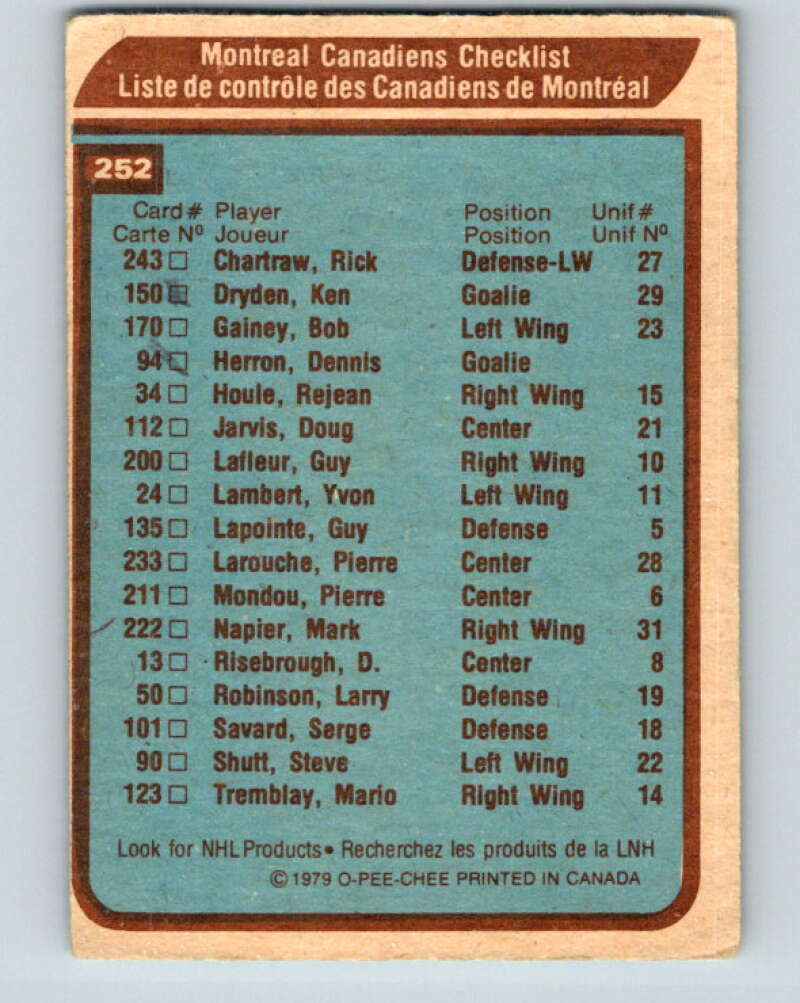 Montreal Canadiens Checklist
Liste de contrôle des Canadiens de Montréal
252
Card # Player Position Unif #
Carte Nº Joueur Position Unif Nº
243 □ Chartraw, Rick Defense-LW 27
150 □ Dryden, Ken Goalie 29
170 □ Gainey, Bob Left Wing 23
94 □ Herron, Dennis Goalie
34 □ Houle, Rejean Right Wing 15
112 □ Jarvis, Doug Center 21
200 □ Lafleur, Guy Right Wing 10
24 □ Lambert, Yvon Left Wing 11
135 □ Lapointe, Guy Defense 5
233 □ Larouche, Pierre Center 28
211 □ Mondou, Pierre Center 6
222 □ Napier, Mark Right Wing 31
13 □ Risebrough, D. Center 8
50 □ Robinson, Larry Defense 19
101 □ Savard, Serge Defense 18
90 □ Shutt, Steve Left Wing 22
123 □ Tremblay, Mario Right Wing 14
Look for NHL Products • Recherchez les produits de la LNH
© 1979 O-PEE-CHEE PRINTED IN CANADA